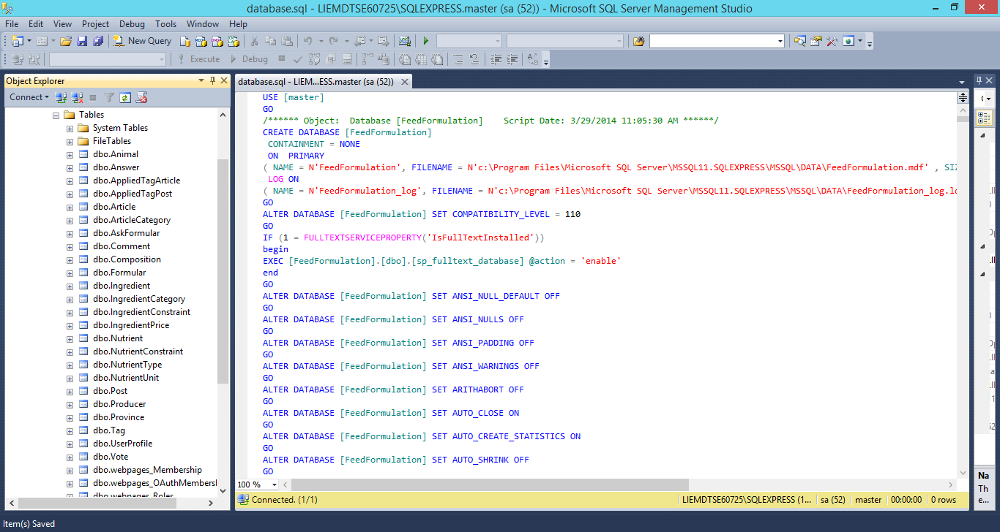 database.sql - LIEMDTSE60725\SQLEXPRESS.master (sa (52)) - Microsoft SQL Server Management Studio
File Edit View Project Debug Tools Window Help
New Query
Execute Debug
Object Explorer
Connect
Tables
System Tables
FileTables
dbo.Animal
dbo.Answer
dbo.AppliedTagArticle
dbo.AppliedTagPost
dbo.Article
dbo.ArticleCategory
dbo.AskFormular
dbo.Comment
dbo.Composition
dbo.Formular
dbo.Ingredient
dbo.IngredientCategory
dbo.IngredientConstraint
dbo.IngredientPrice
dbo.Nutrient
dbo.NutrientConstraint
dbo.NutrientType
dbo.NutrientUnit
dbo.Post
dbo.Producer
dbo.Province
dbo.Tag
dbo.UserProfile
dbo.Vote
dbo.webpages_Membership
dbo.webpages_OAuthMembersl
dbo.webpages_Roles
database.sql - LIEM...ESS.master (sa (52))
USE [master]
GO
/****** Object:  Database [FeedFormulation]    Script Date: 3/29/2014 11:05:30 AM ******/
CREATE DATABASE [FeedFormulation]
CONTAINMENT = NONE
ON  PRIMARY
( NAME = N'FeedFormulation', FILENAME = N'c:\Program Files\Microsoft SQL Server\MSSQL11.SQLEXPRESS\MSSQL\DATA\FeedFormulation.mdf' , SIZ
LOG ON
( NAME = N'FeedFormulation_log', FILENAME = N'c:\Program Files\Microsoft SQL Server\MSSQL11.SQLEXPRESS\MSSQL\DATA\FeedFormulation_log.ld
GO
ALTER DATABASE [FeedFormulation] SET COMPATIBILITY_LEVEL = 110
GO
IF (1 = FULLTEXTSERVICEPROPERTY('IsFullTextInstalled'))
begin
EXEC [FeedFormulation].[dbo].[sp_fulltext_database] @action = 'enable'
end
GO
ALTER DATABASE [FeedFormulation] SET ANSI_NULL_DEFAULT OFF
GO
ALTER DATABASE [FeedFormulation] SET ANSI_NULLS OFF
GO
ALTER DATABASE [FeedFormulation] SET ANSI_PADDING OFF
GO
ALTER DATABASE [FeedFormulation] SET ANSI_WARNINGS OFF
GO
ALTER DATABASE [FeedFormulation] SET ARITHABORT OFF
GO
ALTER DATABASE [FeedFormulation] SET AUTO_CLOSE ON
GO
ALTER DATABASE [FeedFormulation] SET AUTO_CREATE_STATISTICS ON
GO
ALTER DATABASE [FeedFormulation] SET AUTO_SHRINK OFF
GO
100 %
Connected. (1/1)
LIEMDTSE60725\SQLEXPRESS (1... sa (52) master 00:00:00 0 rows
Na
Th
e...
Item(s) Saved